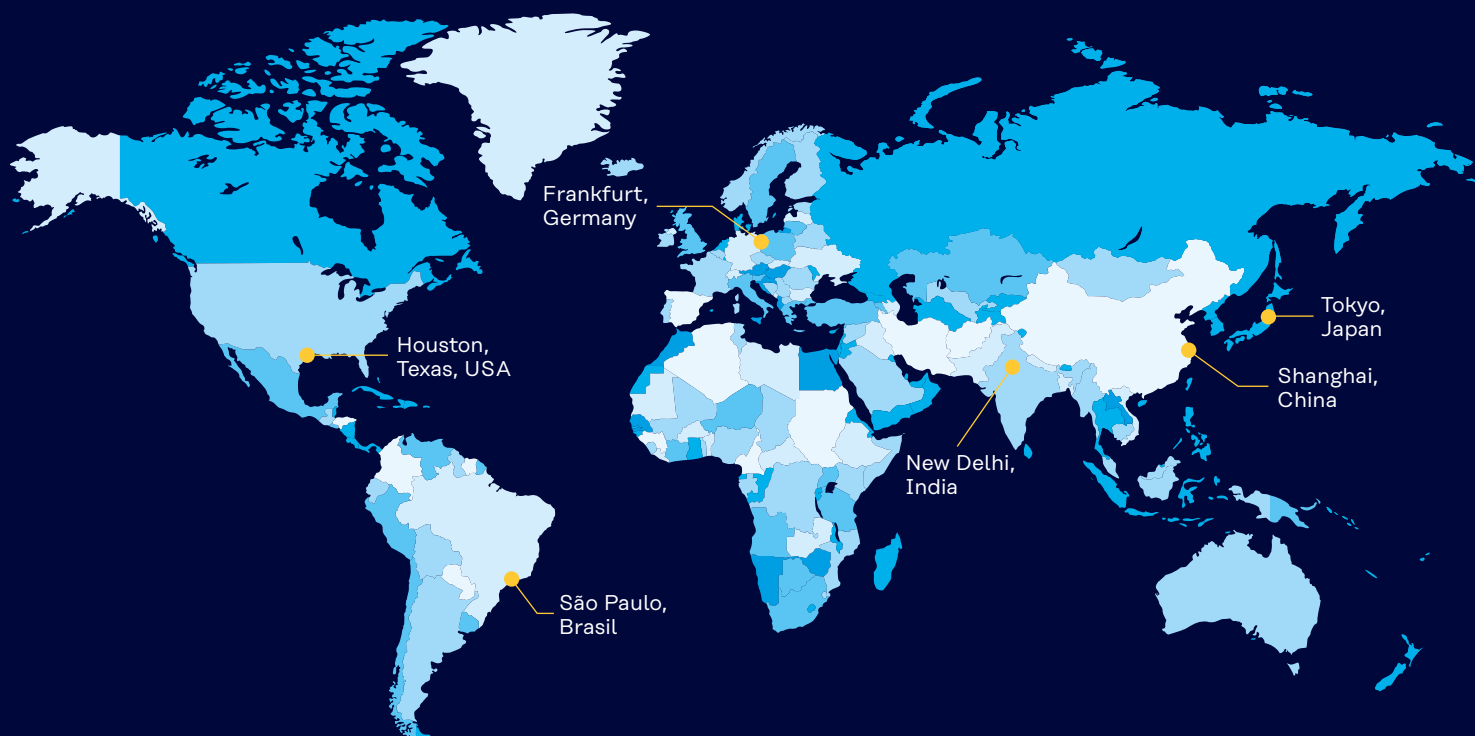 Frankfurt,
Germany
Tokyo,
Japan
Houston,
Texas, USA
Shanghai,
China
New Delhi,
India
São Paulo,
Brasil